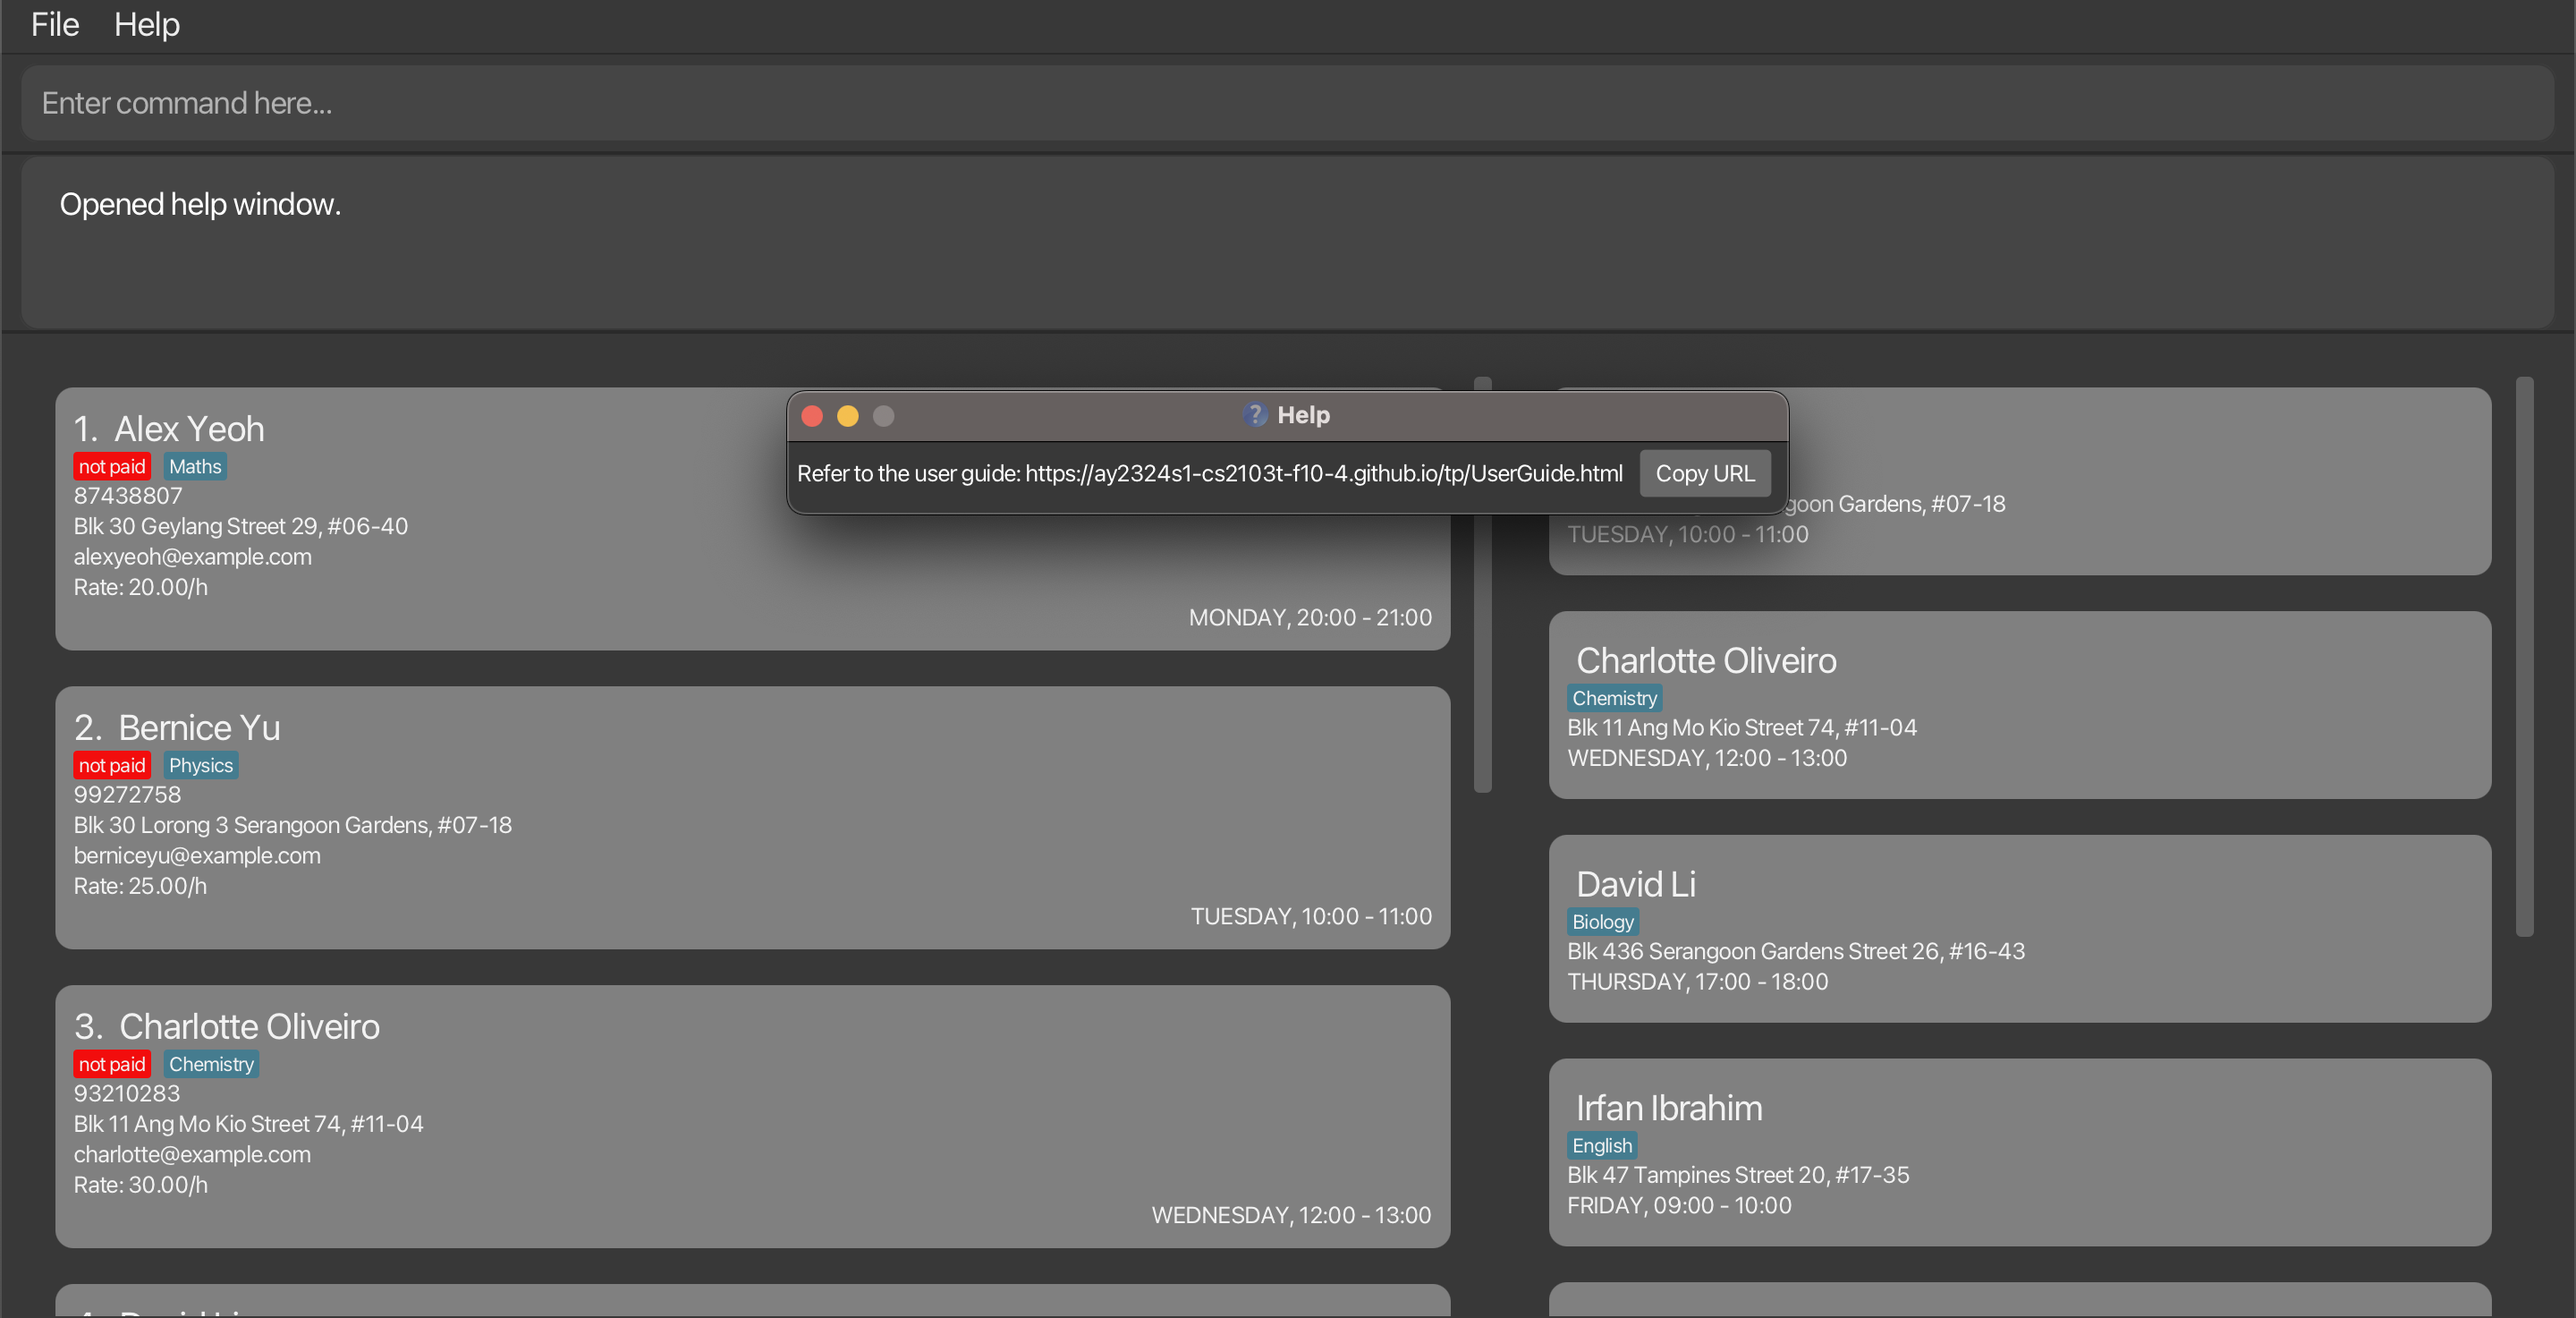 File Help
Enter command here...
Opened help window.
Help
Refer to the user guide: https://ay2324s1-cs2103t-f10-4.github.io/tp/UserGuide.html Copy URL
1. Alex Yeoh
not paid Maths
87438807
Blk 30 Geylang Street 29, #06-40
alexyeoh@example.com
Rate: 20.00/h
MONDAY, 20:00 - 21:00
2. Bernice Yu
not paid Physics
99272758
Blk 30 Lorong 3 Serangoon Gardens, #07-18
berniceyu@example.com
Rate: 25.00/h
TUESDAY, 10:00 - 11:00
3. Charlotte Oliveiro
not paid Chemistry
93210283
Blk 11 Ang Mo Kio Street 74, #11-04
charlotte@example.com
Rate: 30.00/h
WEDNESDAY, 12:00 - 13:00
Gardens, #07-18
TUESDAY, 10:00 - 11:00
Charlotte Oliveiro
Chemistry
Blk 11 Ang Mo Kio Street 74, #11-04
WEDNESDAY, 12:00 - 13:00
David Li
Biology
Blk 436 Serangoon Gardens Street 26, #16-43
THURSDAY, 17:00 - 18:00
Irfan Ibrahim
English
Blk 47 Tampines Street 20, #17-35
FRIDAY, 09:00 - 10:00